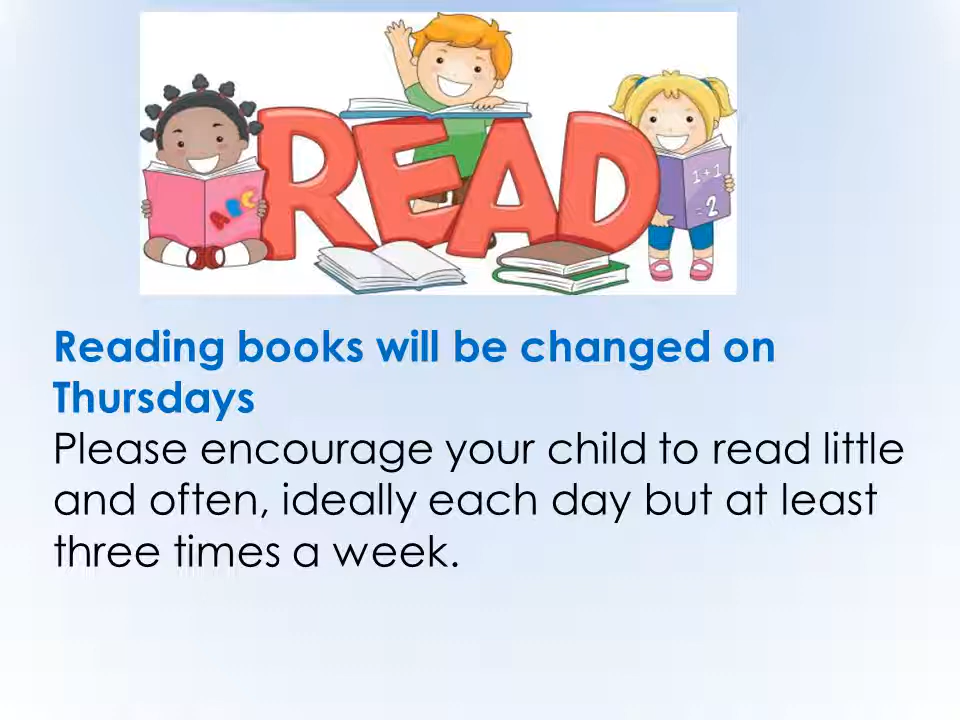 READ
ABC
1+1
=2
Reading books will be changed on
Thursdays
Please encourage your child to read little
and often, ideally each day but at least
three times a week.